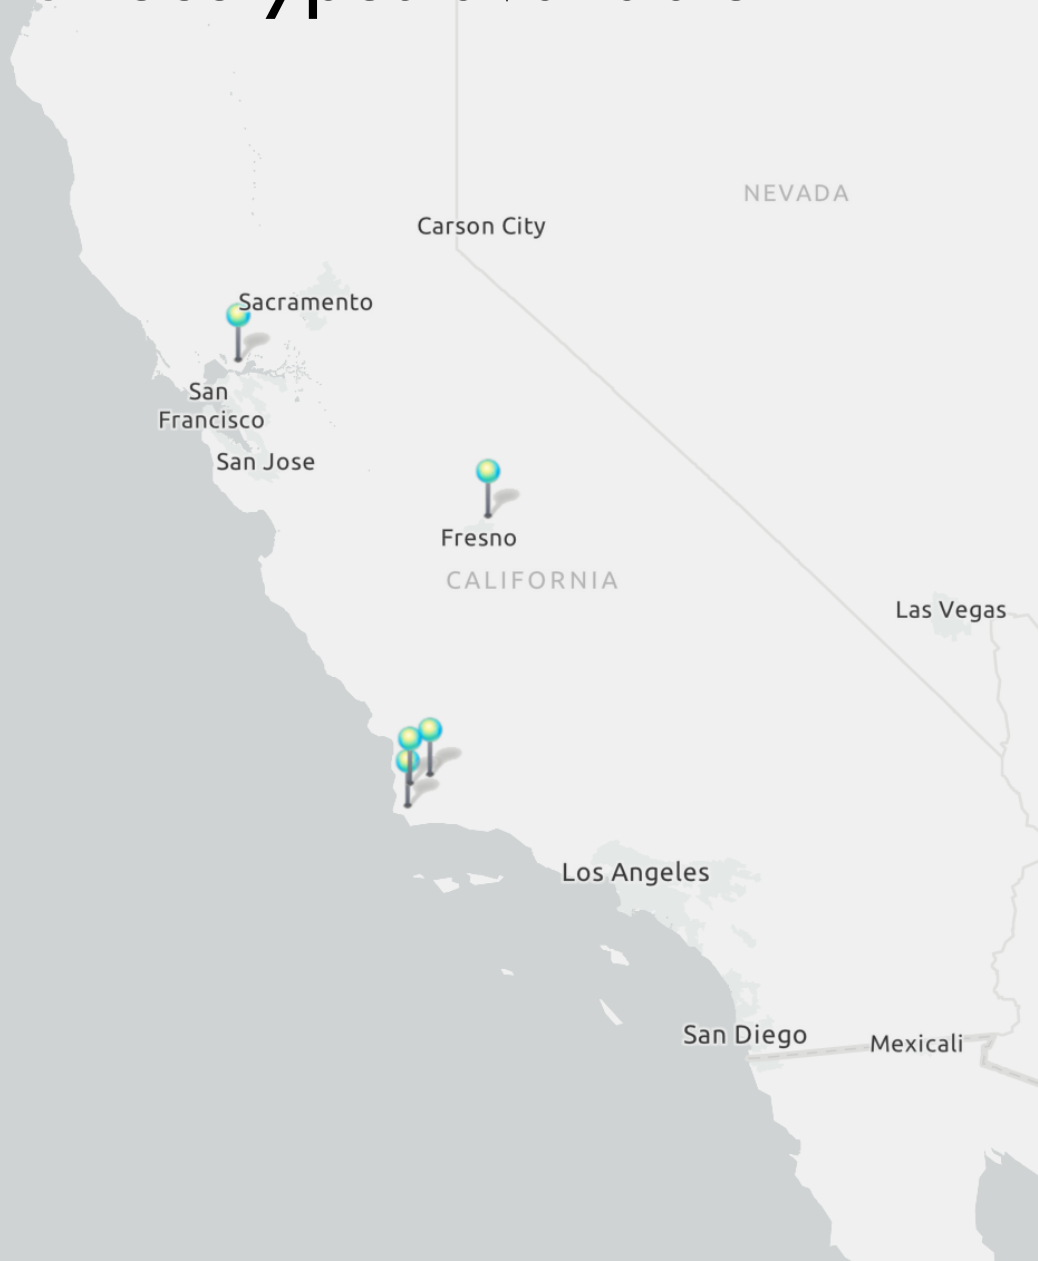 NEVADA
Carson City
Sacramento
San
Francisco
San Jose
Fresno
CALIFORNIA
Las Vegas
Los Angeles
San Diego
Mexicali